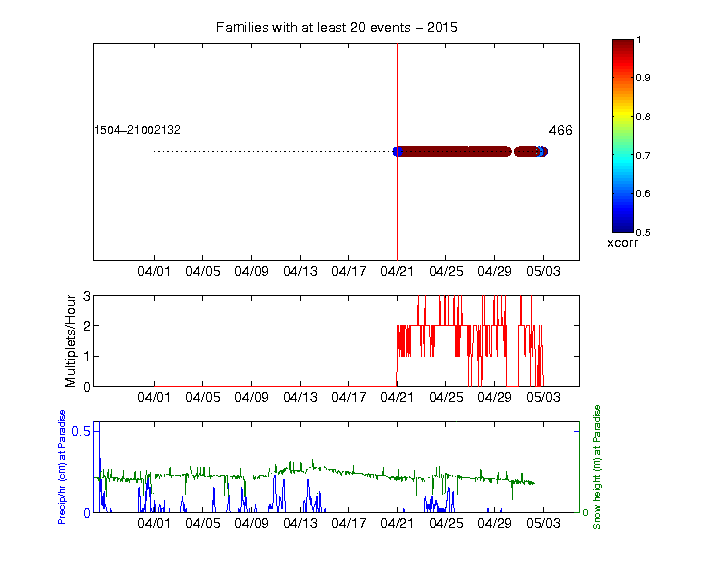 Families with at least 20 events − 2015
1504−21002132
466
04/01 04/05 04/09 04/13 04/17 04/21 04/25 04/29 05/03
1
0.9
0.8
0.7
0.6
0.5
xcorr
Multiplets/Hour
3
2
1
0
04/01 04/05 04/09 04/13 04/17 04/21 04/25 04/29 05/03
Precip/hr (cm) at Paradise
0.5
0
04/01 04/05 04/09 04/13 04/17 04/21 04/25 04/29 05/03
0
Snow height (m) at Paradise